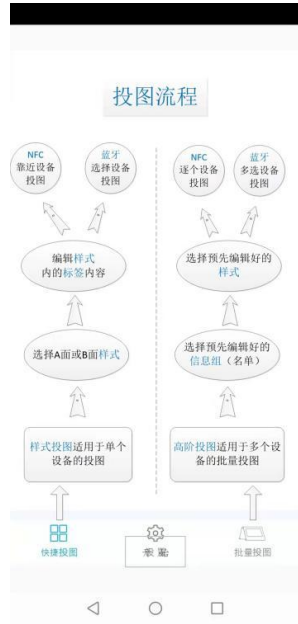 投图流程
NFC
靠近设备
投图
蓝牙
选择设备
投图
编辑样式
内的标签内容
选择A面或B面样式
样式投图适用于单个
设备的投图
快捷投图
NFC
逐个设备
投图
蓝牙
多选设备
投图
选择预先编辑好的
样式
选择预先编辑好的
信息组（名单）
高阶投图适用于多个设
备的批量投图
批量投图